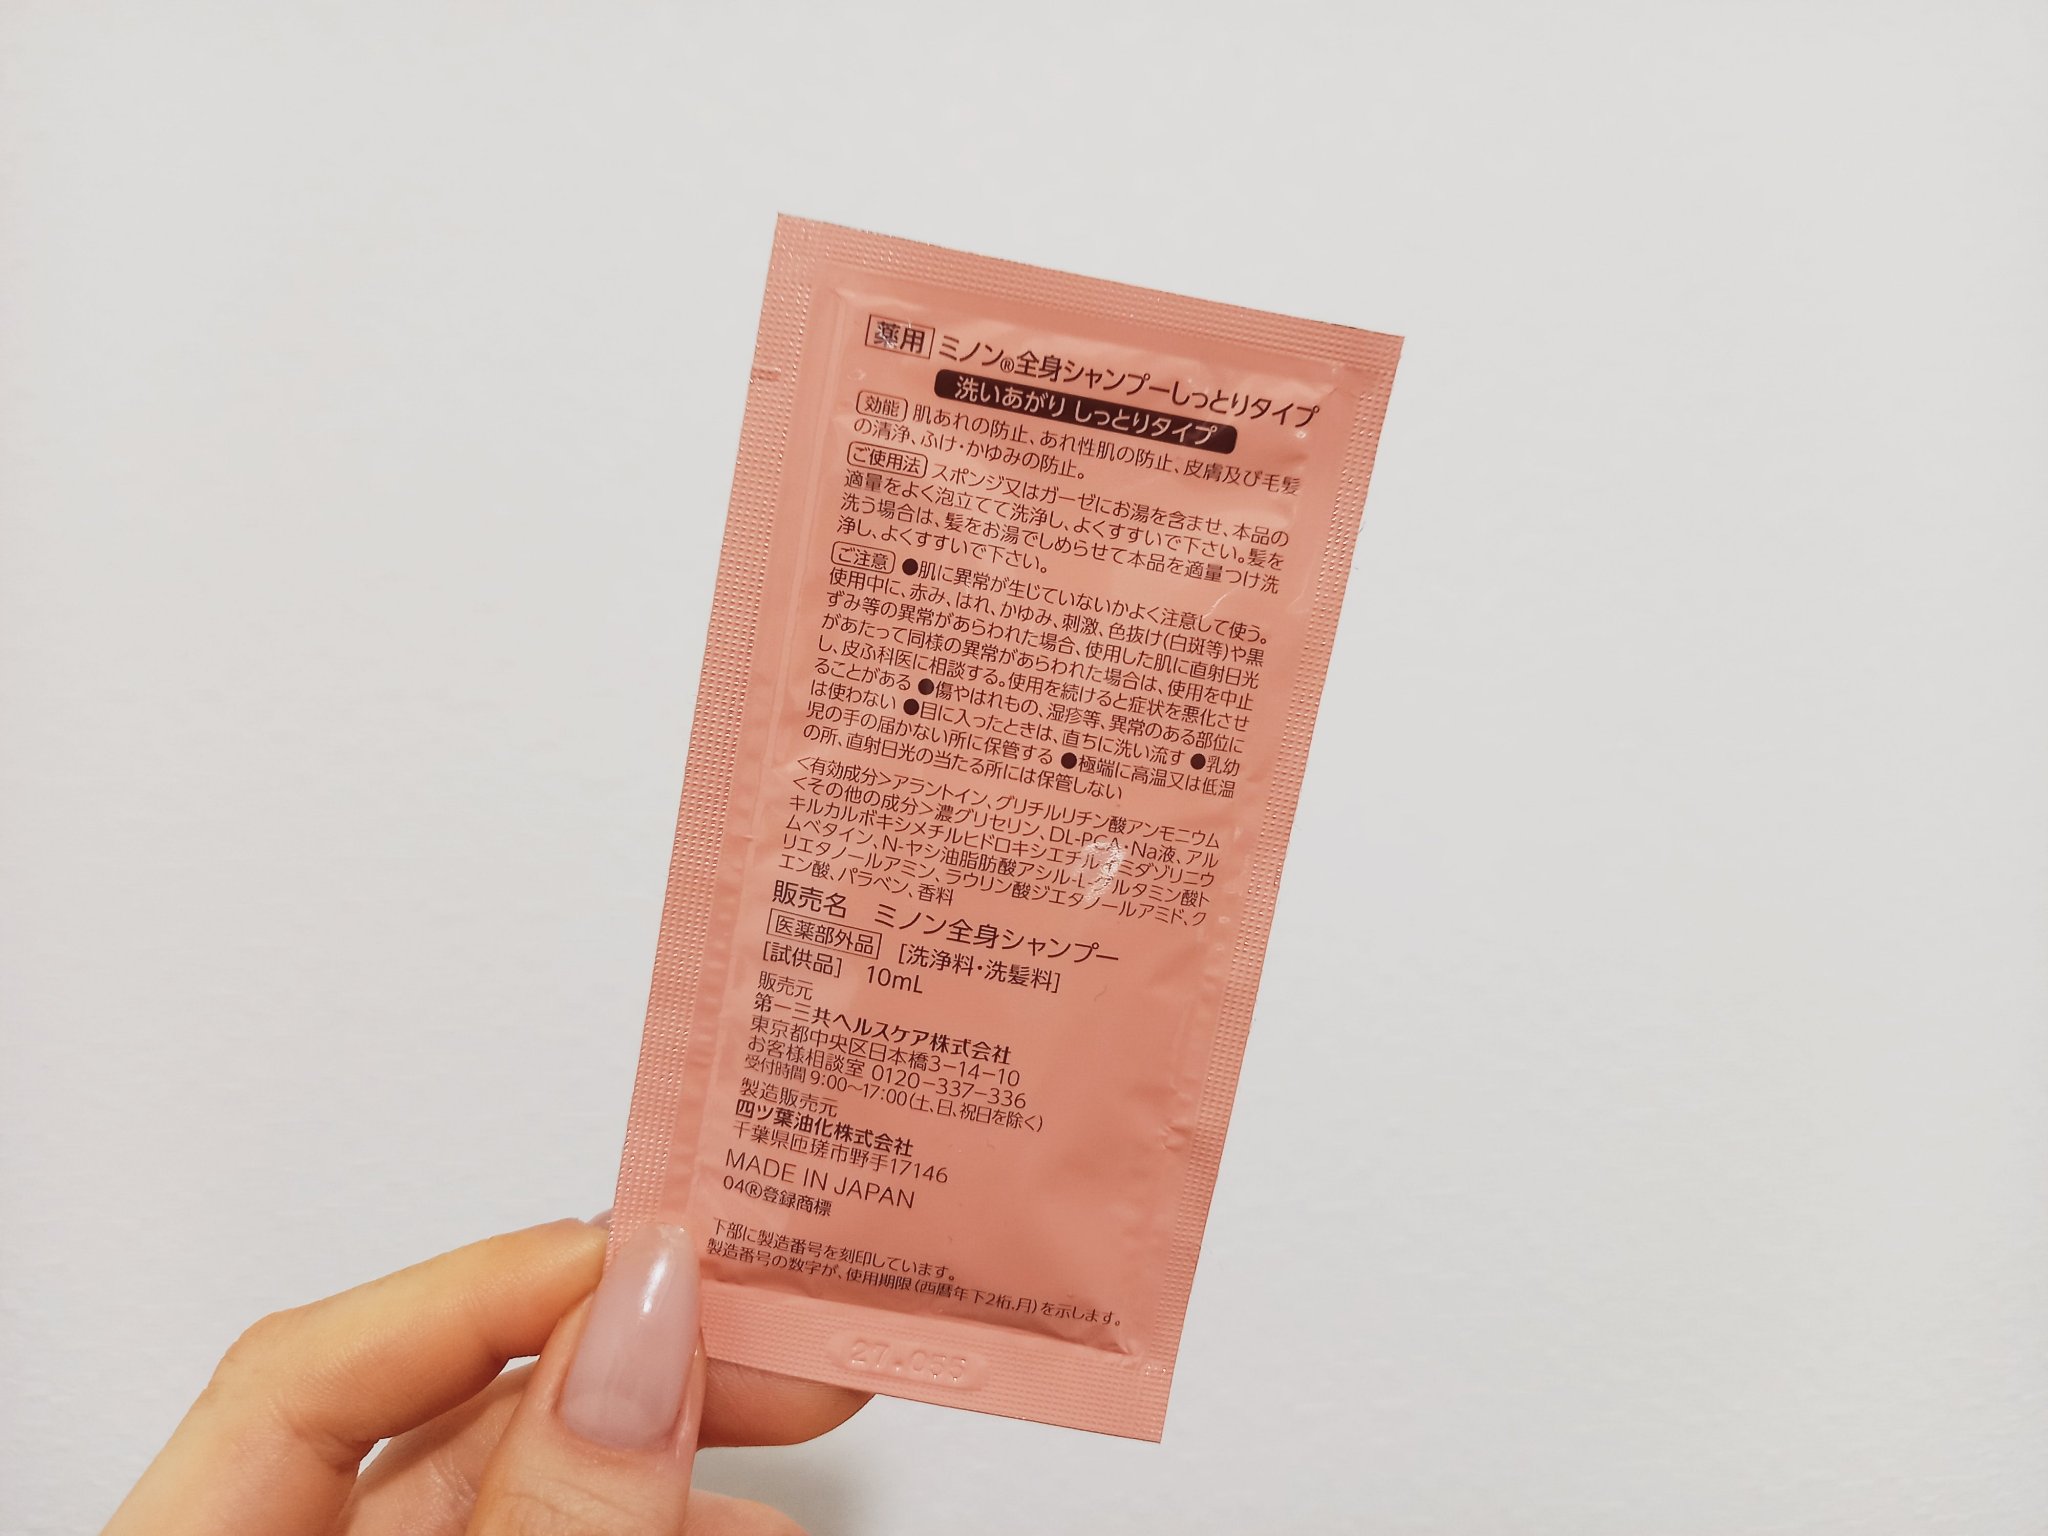 薬用 ミノン®全身シャンプーしっとりタイプ
洗いあがり しっとりタイプ
効能 肌あれの防止、あれ性肌の防止、皮膚及び毛髪
の清浄、ふけ・かゆみの防止。
ご使用法 スポンジ又はガーゼにお湯を含ませ、本品の
適量をよく泡立てて洗浄し、よくすすいで下さい。髪を
洗う場合は、髪をお湯でしめらせて本品を適量つけ洗
浄し、よくすすいで下さい。
ご注意 ●肌に異常が生じていないかよく注意して使う。
使用中に、赤み、はれ、かゆみ、刺激、色抜け(白斑等)や黒
ずみ等の異常があらわれた場合、使用した肌に直射日光
があたって同様の異常があらわれた場合は、使用を中止
し、皮ふ科医に相談する。使用を続けると症状を悪化させ
ることがある ●傷やはれもの、湿疹等、異常のある部位に
は使わない ●目に入ったときは、直ちに洗い流す ●乳幼
児の手の届かない所に保管する ●極端に高温又は低温
の所、直射日光の当たる所には保管しない
<有効成分>アラントイン、グリチルリチン酸アンモニウム
<その他の成分>濃グリセリン、DL-PCA・Na液、アル
キルカルボキシメチルヒドロキシエチルイミダゾリニウ
ムベタイン、N-ヤシ油脂肪酸アシル-L-グルタミン酸ト
リエタノールアミン、ラウリン酸ジエタノールアミド、ク
エン酸、パラベン、香料
販売名 ミノン全身シャンプー
医薬部外品 [洗浄料・洗髪料]
[試供品] 10mL
販売元
第一三共ヘルスケア株式会社
東京都中央区日本橋3-14-10
お客様相談室 0120-337-336
受付時間 9:00～17:00(土、日、祝日を除く)
製造販売元
四ツ葉油化株式会社
千葉県匝瑳市野手17146
MADE IN JAPAN
04®登録商標
下部に製造番号を刻印しています。
製造番号の数字が、使用期限(西暦年下2桁.月)を示します。
27.05S